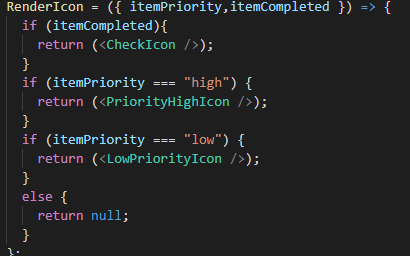 RenderIcon = ({ itemPriority,itemCompleted }) => {
if (itemCompleted){
return (<CheckIcon />);
}
if (itemPriority === "high") {
return (<PriorityHighIcon />);
}
if (itemPriority === "low") {
return (<LowPriorityIcon />);
}
else {
return null;
}
};